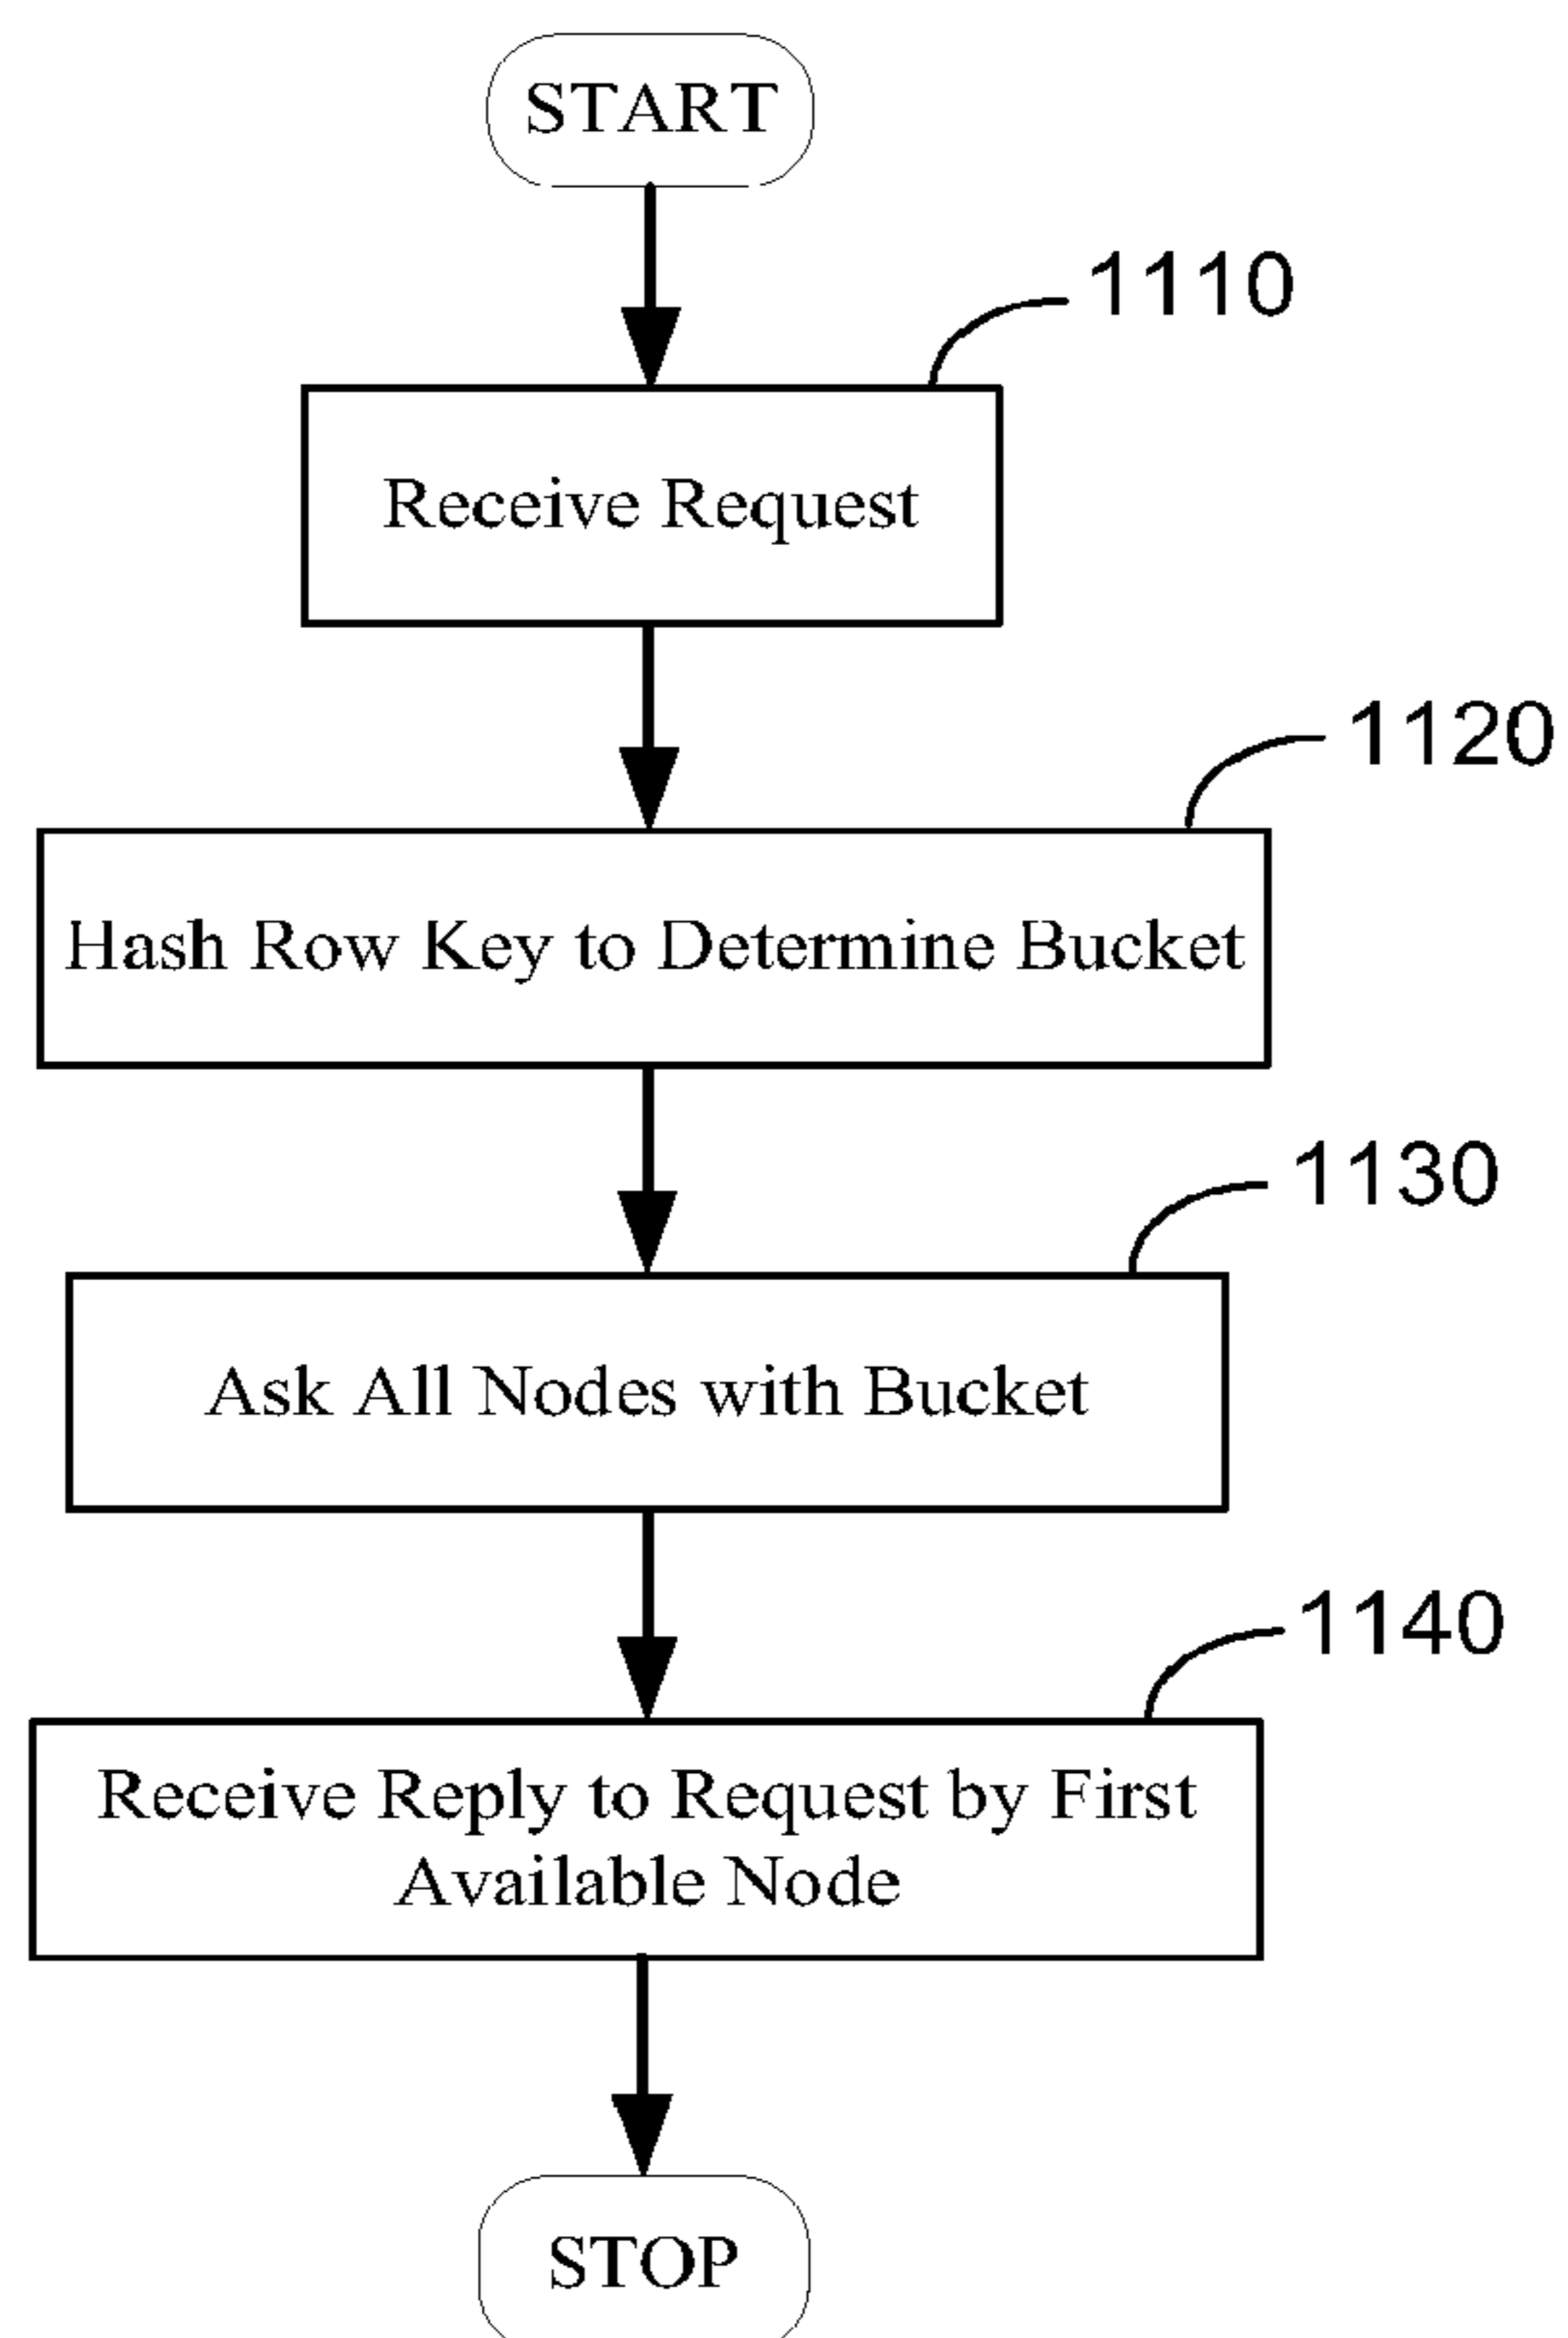 START
1110
Receive Request
1120
Hash Row Key to Determine Bucket
1130
Ask All Nodes with Bucket
1140
Receive Reply to Request by First
Available Node
STOP